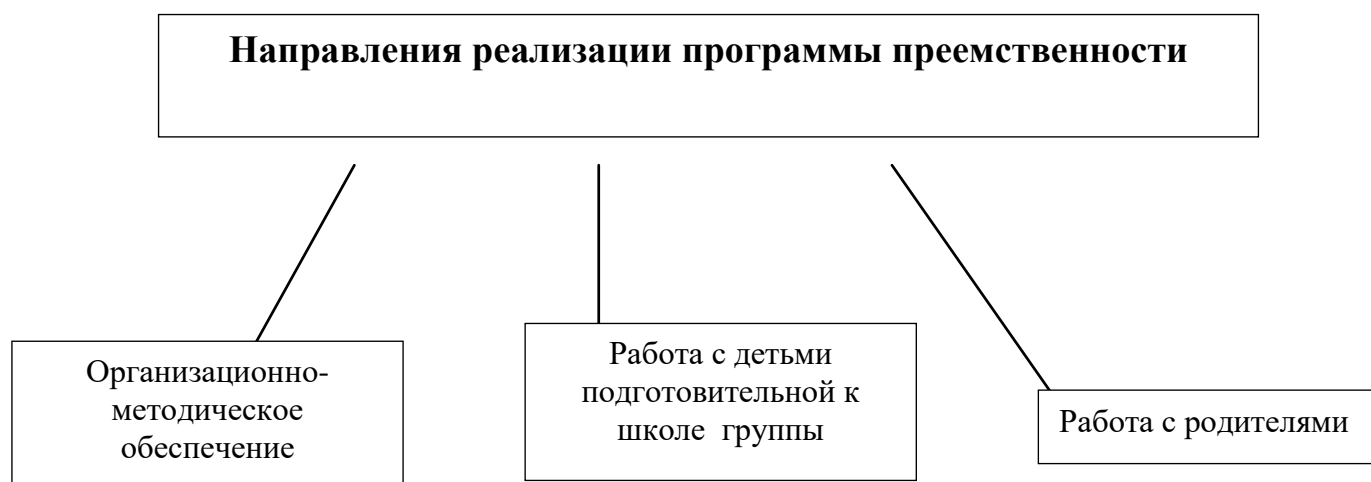 Направления реализации программы преемственности
Организационно-
методическое
обеспечение
Работа с детьми
подготовительной к
школе группы
Работа с родителями